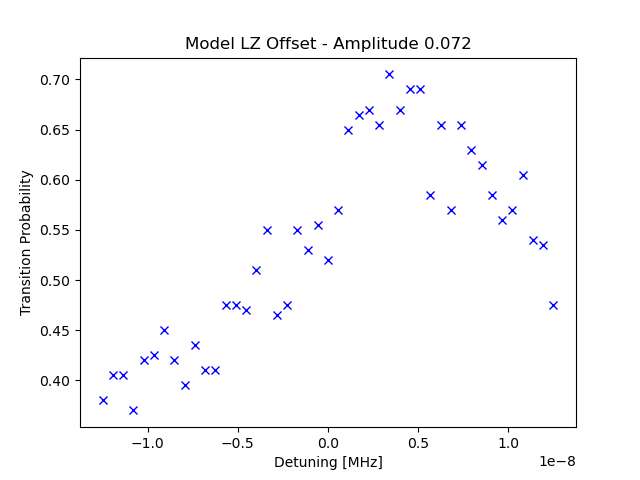 Model LZ Offset - Amplitude 0.072
Transition Probability
0.70
0.65
0.60
0.55
0.50
0.45
0.40
−1.0 −0.5 0.0 0.5 1.0
1e−8
Detuning [MHz]